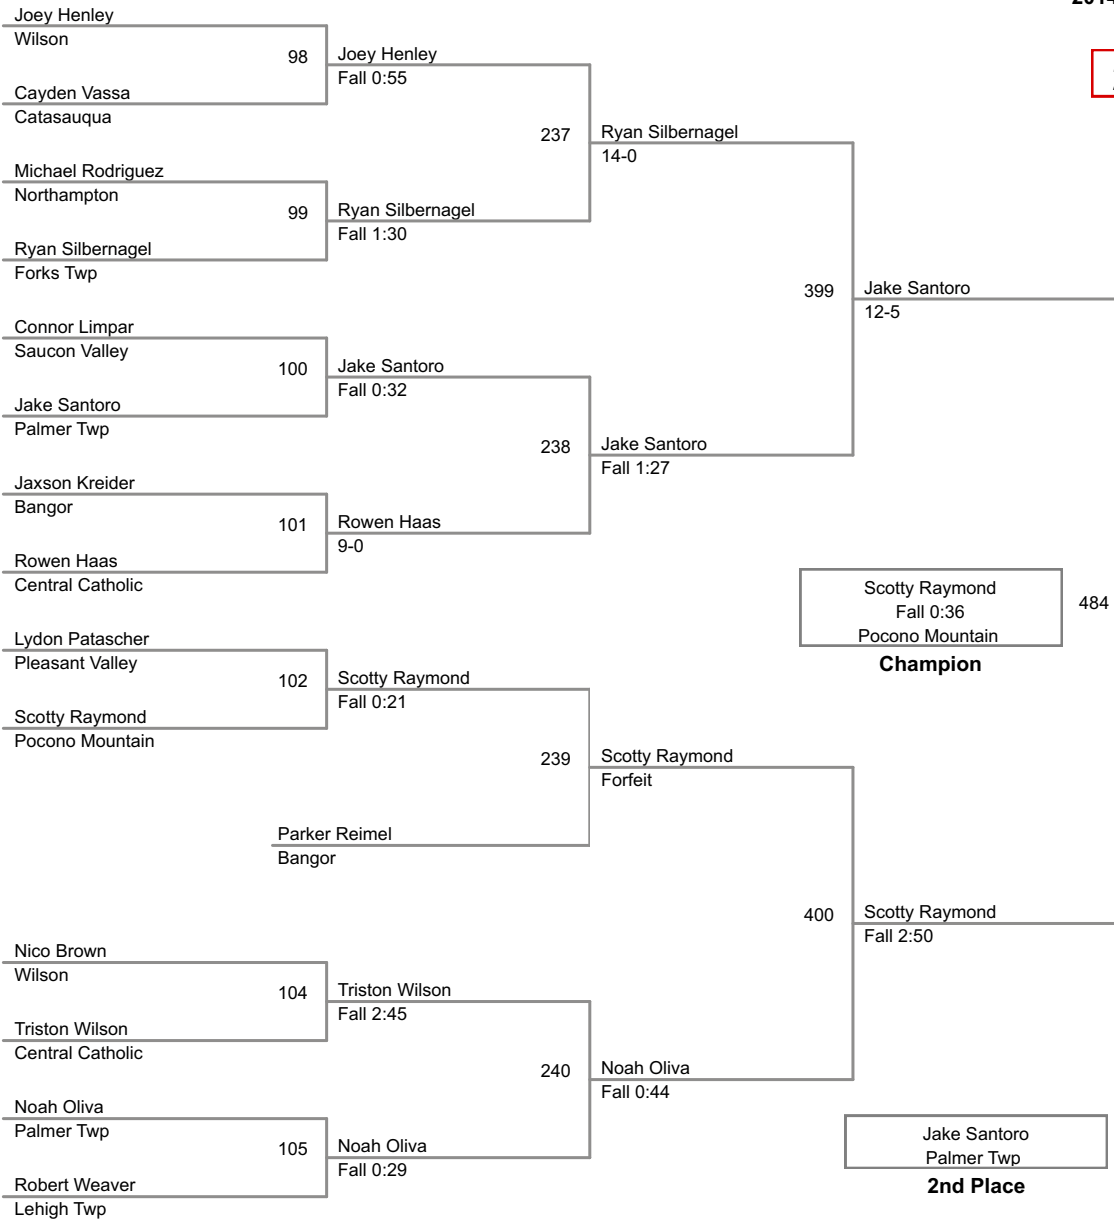 Joey Henley
Wilson
98
Cayden Vassa
Catasauqua
Joey Henley
Fall 0:55
237
Michael Rodriguez
Northampton
99
Ryan Silbernagel
Forks Twp
Ryan Silbernagel
Fall 1:30
Ryan Silbernagel
14-0
399
Connor Limpar
Saucon Valley
100
Jake Santoro
Palmer Twp
Jake Santoro
Fall 0:32
238
Jaxson Kreider
Bangor
101
Rowen Haas
Central Catholic
Rowen Haas
9-0
Jake Santoro
Fall 1:27
Jake Santoro
12-5
Scotty Raymond
Fall 0:36
Pocono Mountain
Champion
484
Lydon Patascher
Pleasant Valley
102
Scotty Raymond
Pocono Mountain
Scotty Raymond
Fall 0:21
239
Parker Reimel
Bangor
Scotty Raymond
Forfeit
400
Nico Brown
Wilson
104
Triston Wilson
Central Catholic
Triston Wilson
Fall 2:45
240
Noah Oliva
Palmer Twp
105
Robert Weaver
Lehigh Twp
Noah Oliva
Fall 0:29
Noah Oliva
Fall 0:44
Scotty Raymond
Fall 2:50
Jake Santoro
Palmer Twp
2nd Place